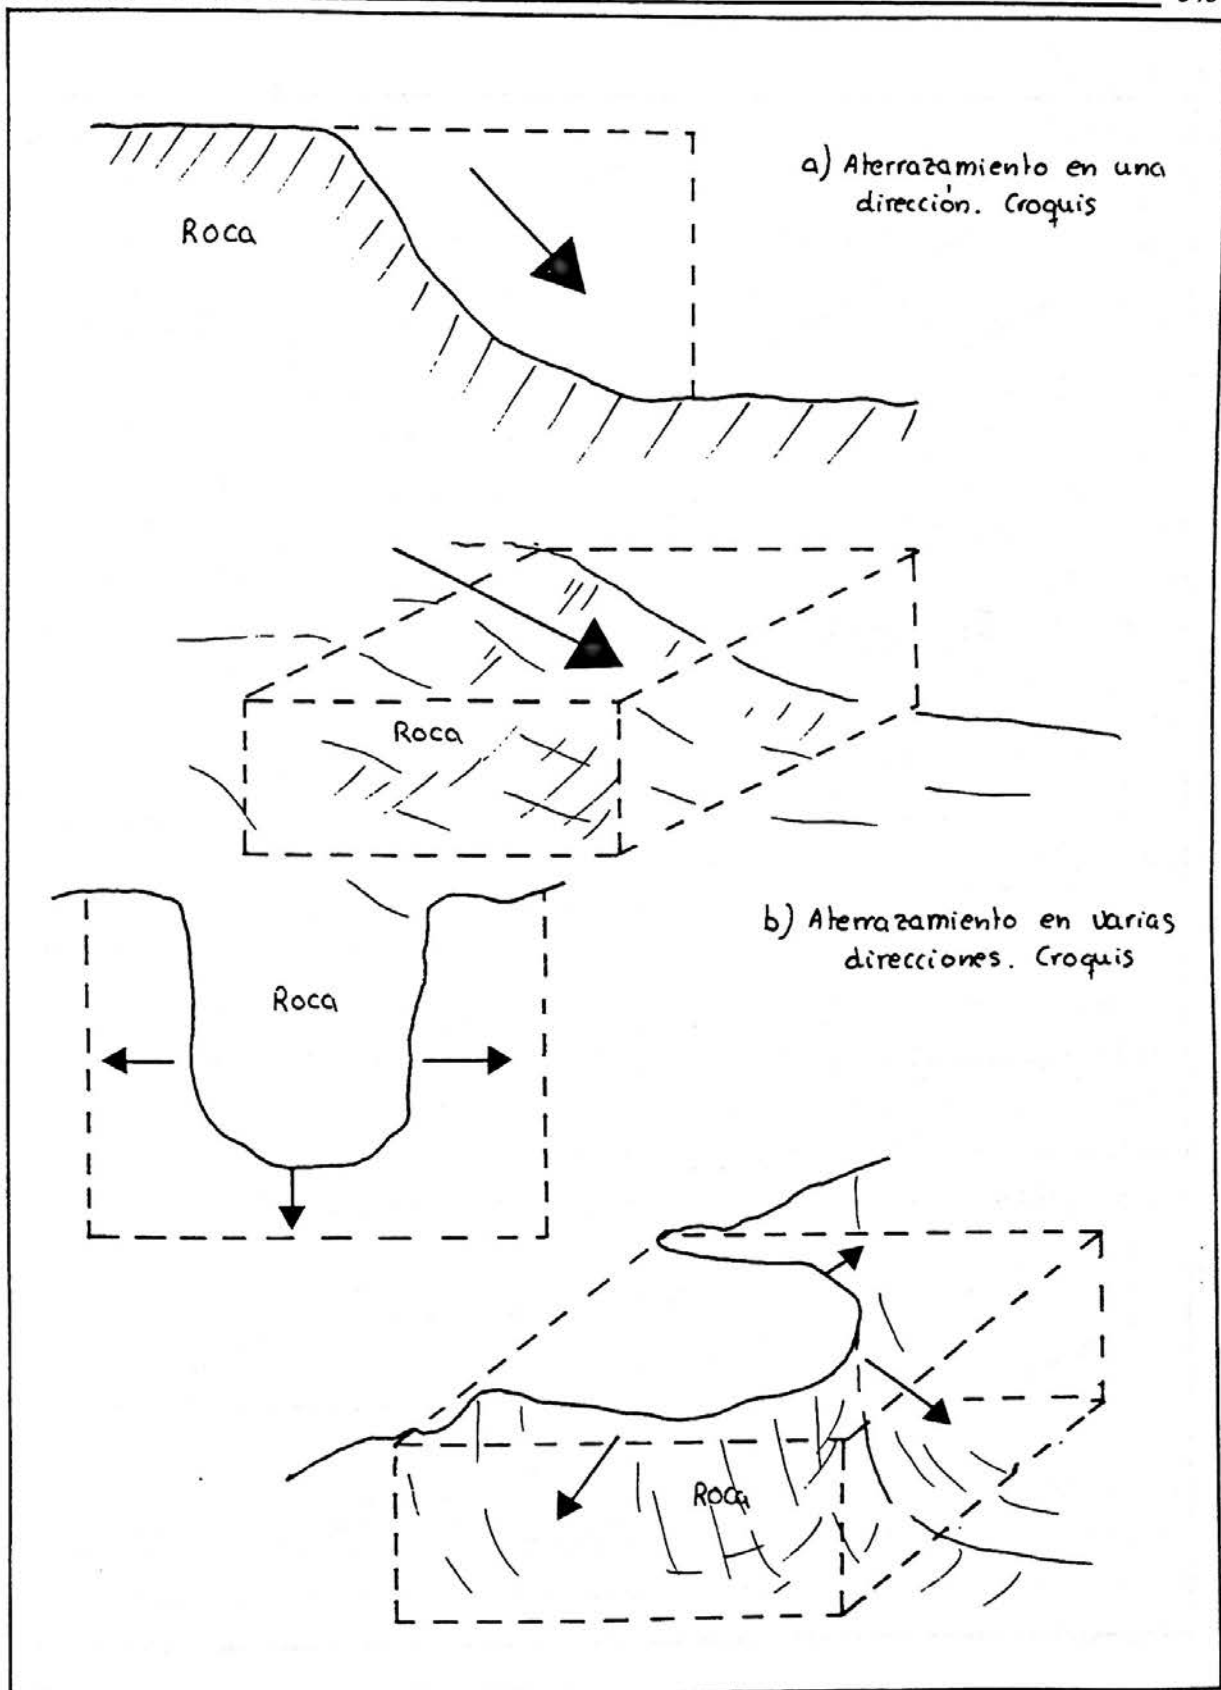 a) Aterrazamiento en una
dirección. Croquis
Roca
Roca
b) Aterrazamiento en varias
direcciones. Croquis
Roca
Roca